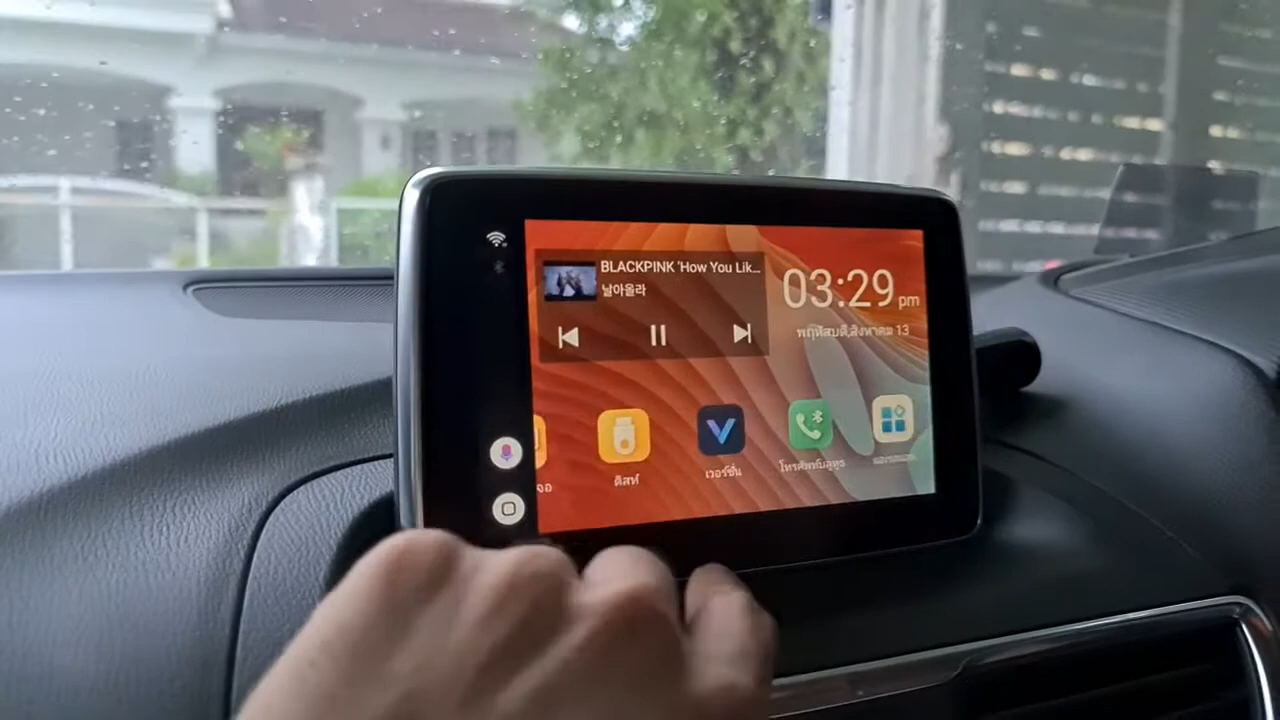 BLACKPINK 'How You Lik...
날아올라
03:29 pm
พฤหัสบดี,สิงหาคม 13
จอ
ดิสก์
เวอร์ชั่น
โทรศัพท์บลูทูธ